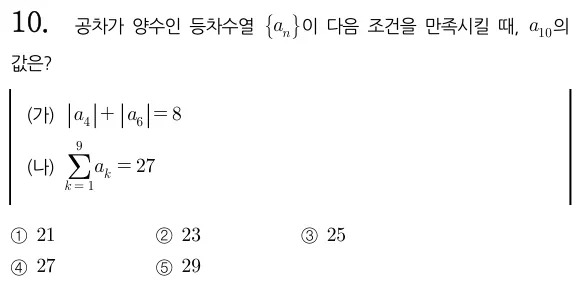 10. 공차가 양수인 등차수열 {aₙ}이 다음 조건을 만족시킬 때, a₁₀의
값은?
(가) |a₄|+|a₆|=8
(나) ∑_{k=1}^{9} aₖ = 27
① 21 ② 23 ③ 25
④ 27 ⑤ 29